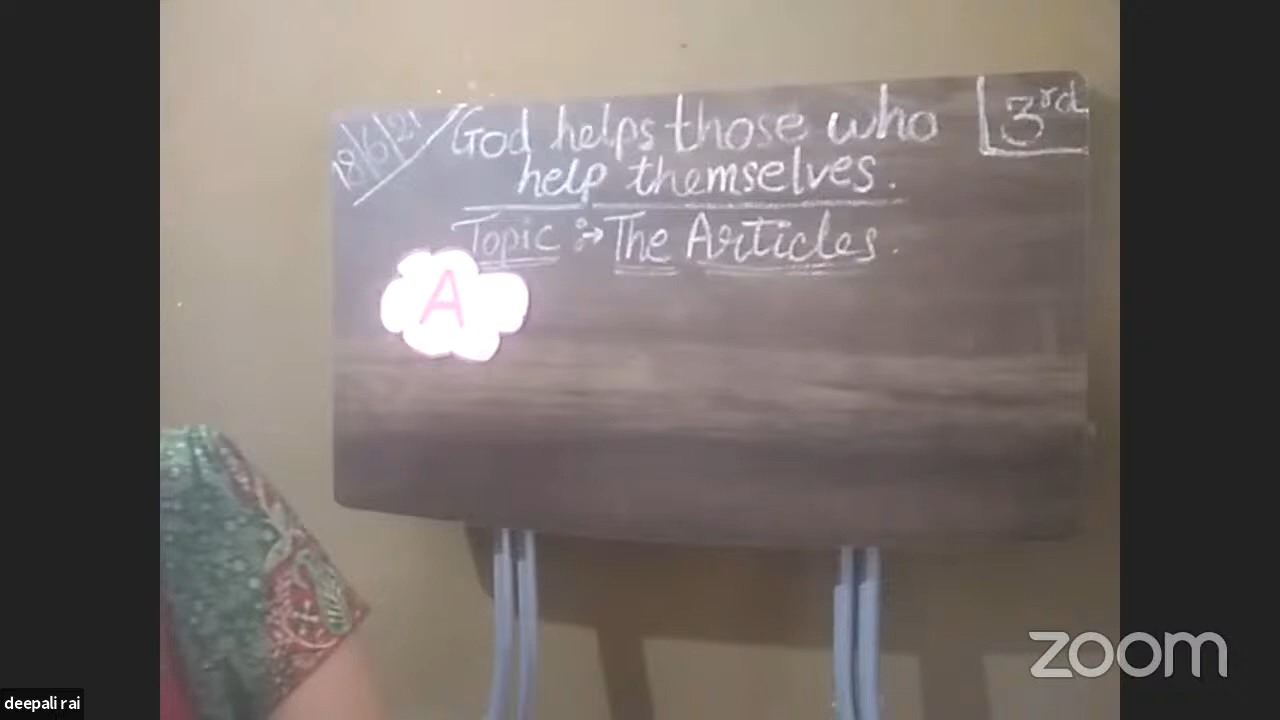 18/6/21
God helps those who
help themselves.
3rd
Topic :→ The Articles.
A
zoom
deepali rai